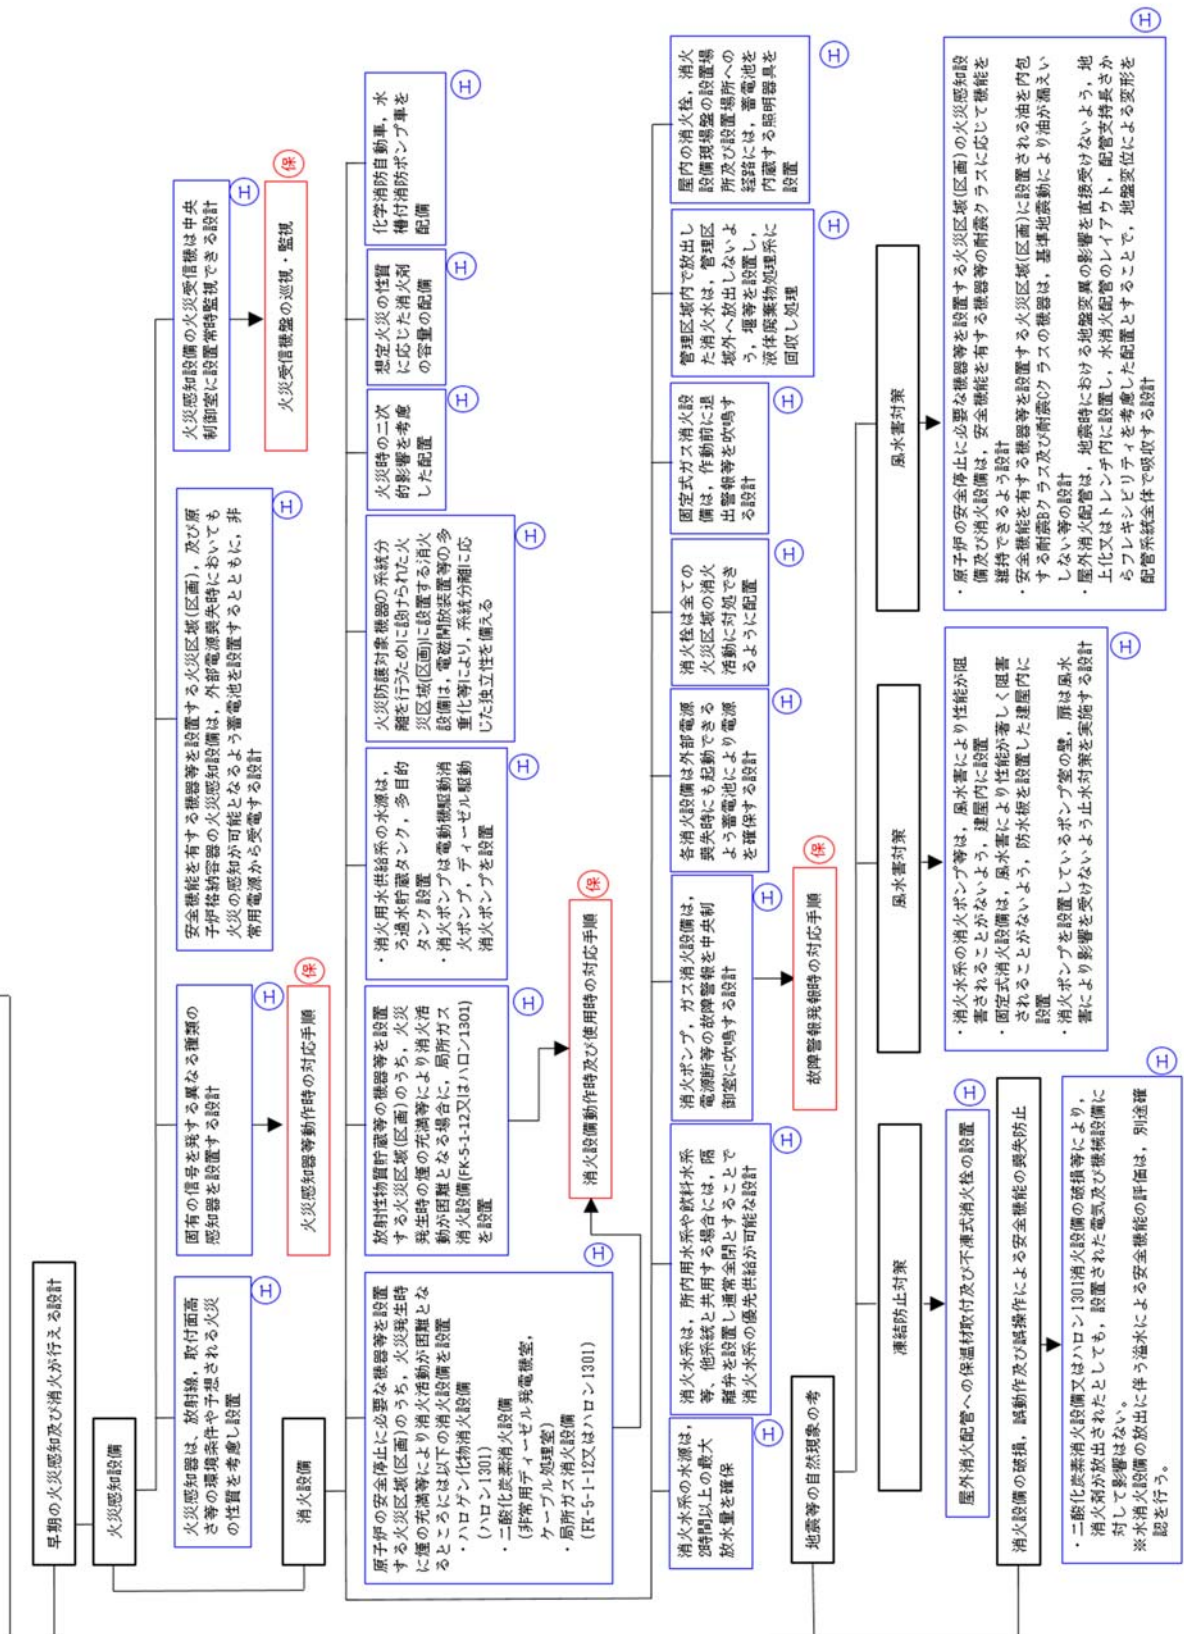 早期の火災感知及び消火が行える設計
火災感知設備
火災感知器は、放射線、取付面高
さ等の環境条件や予想される火災
の性質を考慮し設置
エ
固有の信号を発する異なる種類の
感知器を設置する設計
エ
火災感知器等動作時の対応手順
保
安全機能を有する機器等を設置する火災区域(区画)，及び原
子炉格納容器の火災感知設備は，外部電源喪失時においても
火災の感知が可能となるよう蓄電池を設置するとともに，非
常用電源から受電する設計
エ
火災感知設備の火災受信機は中央
制御室に設置常時監視できる設計
エ
火災受信機盤の巡視・監視
保
消火設備
原子炉の安全停止に必要な機器等を設置
する火災区域(区画)のうち，火災発生時
に煙の充満等により消火活動が困難とな
るところには以下の消火設備を設置
・ハロゲン化物消火設備
(ハロン1301)
・二酸化炭素消火設備
(非常用ディーゼル発電機室，
ケーブル処理室)
・局所ガス消火設備
(FK-5-1-12又はハロン1301)
エ
放射性物質貯蔵等の機器等を設置
する火災区域(区画)のうち，火災
発生時の煙の充満等により消火活
動が困難となる場合に，局所ガス
消火設備(FK-5-1-12又はハロン1301)
を設置
エ
消火設備動作時及び使用時の対応手順
保
・消火用水供給系の水源は，
ろ過水貯蔵タンク，多目的
タンク設置
・消火ポンプは電動機駆動消
火ポンプ，ディーゼル駆動
消火ポンプを設置
エ
火災防護対象機器の系統分
離を行うために設けられた火
災区域(区画)に設置する消火
設備は，電磁開放装置等の多
重化等により，系統分離に応
じた独立性を備える
エ
火災時の二次
的影響を考慮
した配置
エ
想定火災の性質
に応じた消火剤
の容量の配備
エ
化学消防自動車，水
槽付消防ポンプ車を
配備
エ
消火水系の水源は，
2時間以上の最大
放水量を確保
エ
消火水系は，所内用水系や飲料水系
等，他系統と共用する場合には，隔
離弁を設置し通常全閉とすることで
消火水系の優先供給が可能な設計
エ
消火ポンプ，ガス消火設備は，
電源断等の故障警報を中央制
御室に吹鳴する設計
エ
故障警報発報時の対応手順
保
各消火設備は外部電源
喪失時にも起動できる
よう蓄電池により電源
を確保する設計
エ
消火栓は全ての
火災区域の消火
活動に対処でき
るように配置
エ
固定式ガス消火設
備は，作動前に退
出警報等を吹鳴す
る設計
エ
管理区域内で放出し
た消火水は，管理区
域外へ放出しないよ
う，堰等を設置し，
液体廃棄物処理系に
回収し処理
エ
屋内の消火栓，消火
設備現場盤の設置場
所及び設置場所への
経路には，蓄電池を
内蔵する照明器具を
設置
エ
地震等の自然現象の考
凍結防止対策
屋外消火配管への保温材取付及び不凍式消火栓の設置
エ
風水害対策
・消火水系の消火ポンプ等は，風水害により性能が阻
害されることがないよう，建屋内に設置
・固定式消火設備は，風水害により性能が著しく阻害
されることがないよう，防水板を設置した建屋内に
設置
・消火ポンプを設置しているポンプ室の壁，扉は風水
害により影響を受けないよう止水対策を実施する設計
エ
風水害対策
・原子炉の安全停止に必要な機器等を設置する火災区域(区画)の火災感知設
備及び消火設備は，安全機能を有する機器等の耐震クラスに応じて機能を
維持できるよう設計
・安全機能を有する機器等を設置する火災区域(区画)に設置される油を内包
する耐震Bクラス及び耐震Cクラスの機器は，基準地震動により油が漏えい
しない等の設計
・屋外消火配管は，地震時における地盤変異の影響を直接受けないよう，地
上化又はトレンチ内に設置し，水消火配管のレイアウト，配管支持長さか
らフレキシビリティを考慮した配置とすることで，地盤変位による変形を
配管系統全体で吸収する設計
エ
消火設備の破損，誤動作及び誤操作による安全機能の喪失防止
・二酸化炭素消火設備又はハロン1301消火設備の破損等により，
消火剤が放出されたとしても，設置された電気及び機械設備に
対して影響はない。
※水消火設備の放出に伴う溢水による安全機能の評価は，別途確
認を行う。
エ